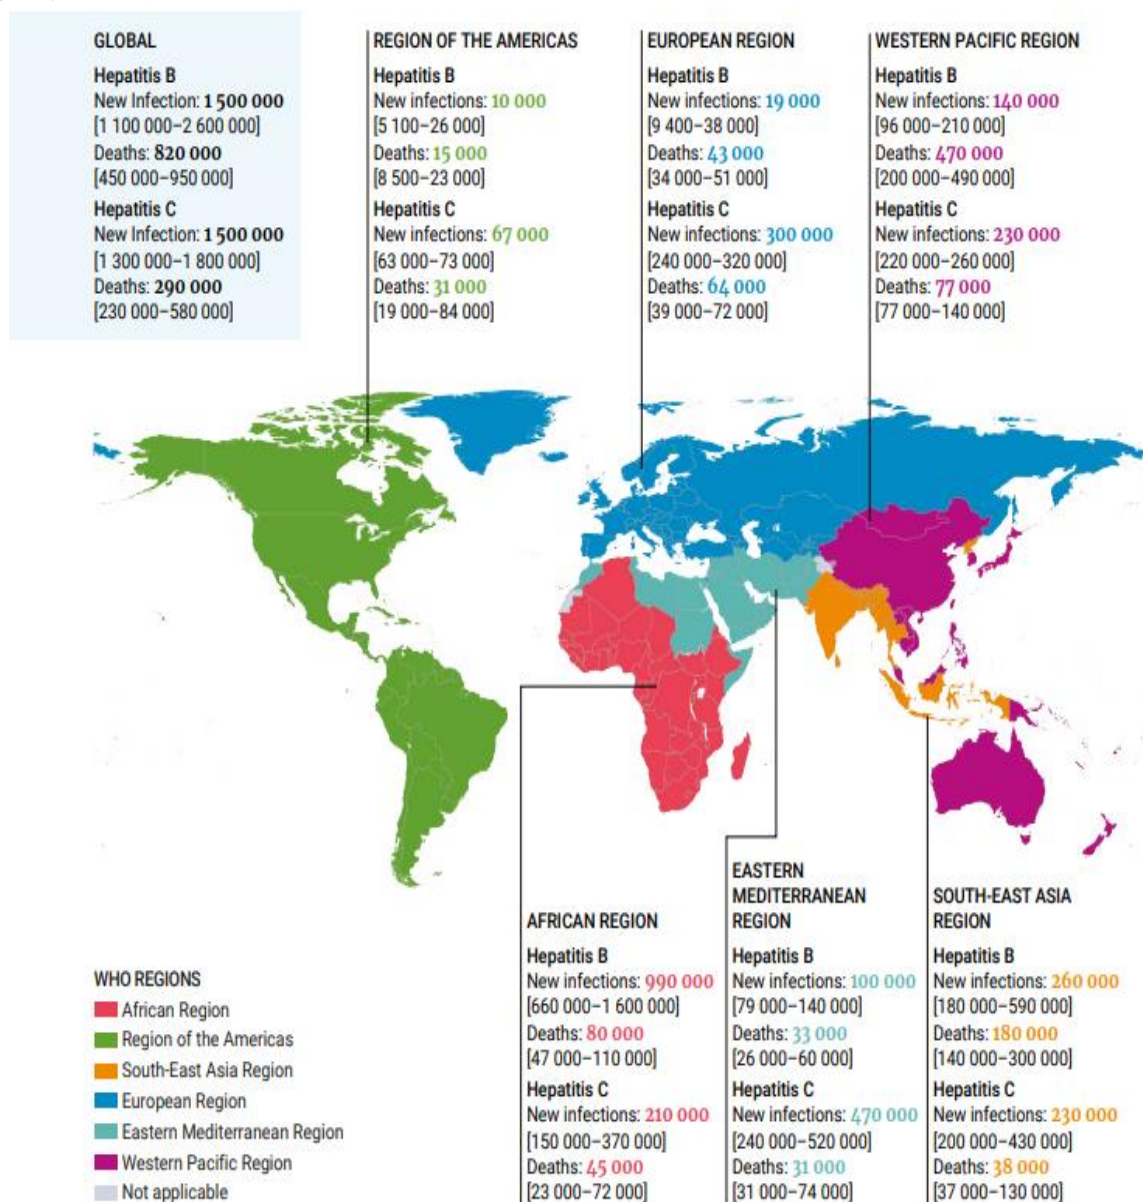 GLOBAL
Hepatitis B
New Infection: 1 500 000
[1 100 000–2 600 000]
Deaths: 820 000
[450 000–950 000]
Hepatitis C
New Infection: 1 500 000
[1 300 000–1 800 000]
Deaths: 290 000
[230 000–580 000]
REGION OF THE AMERICAS
Hepatitis B
New infections: 10 000
[5 100–26 000]
Deaths: 15 000
[8 500–23 000]
Hepatitis C
New infections: 67 000
[63 000–73 000]
Deaths: 31 000
[19 000–84 000]
EUROPEAN REGION
Hepatitis B
New infections: 19 000
[9 400–38 000]
Deaths: 43 000
[34 000–51 000]
Hepatitis C
New infections: 300 000
[240 000–320 000]
Deaths: 64 000
[39 000–72 000]
WESTERN PACIFIC REGION
Hepatitis B
New infections: 140 000
[96 000–210 000]
Deaths: 470 000
[200 000–490 000]
Hepatitis C
New infections: 230 000
[220 000–260 000]
Deaths: 77 000
[77 000–140 000]
WHO REGIONS
African Region
Region of the Americas
South-East Asia Region
European Region
Eastern Mediterranean Region
Western Pacific Region
Not applicable
AFRICAN REGION
Hepatitis B
New infections: 990 000
[660 000–1 600 000]
Deaths: 80 000
[47 000–110 000]
Hepatitis C
New infections: 210 000
[150 000–370 000]
Deaths: 45 000
[23 000–72 000]
EASTERN
MEDITERRANEAN
REGION
Hepatitis B
New infections: 100 000
[79 000–140 000]
Deaths: 33 000
[26 000–60 000]
Hepatitis C
New infections: 470 000
[240 000–520 000]
Deaths: 31 000
[31 000–74 000]
SOUTH-EAST ASIA
REGION
Hepatitis B
New infections: 260 000
[180 000–590 000]
Deaths: 180 000
[140 000–300 000]
Hepatitis C
New infections: 230 000
[200 000–430 000]
Deaths: 38 000
[37 000–130 000]